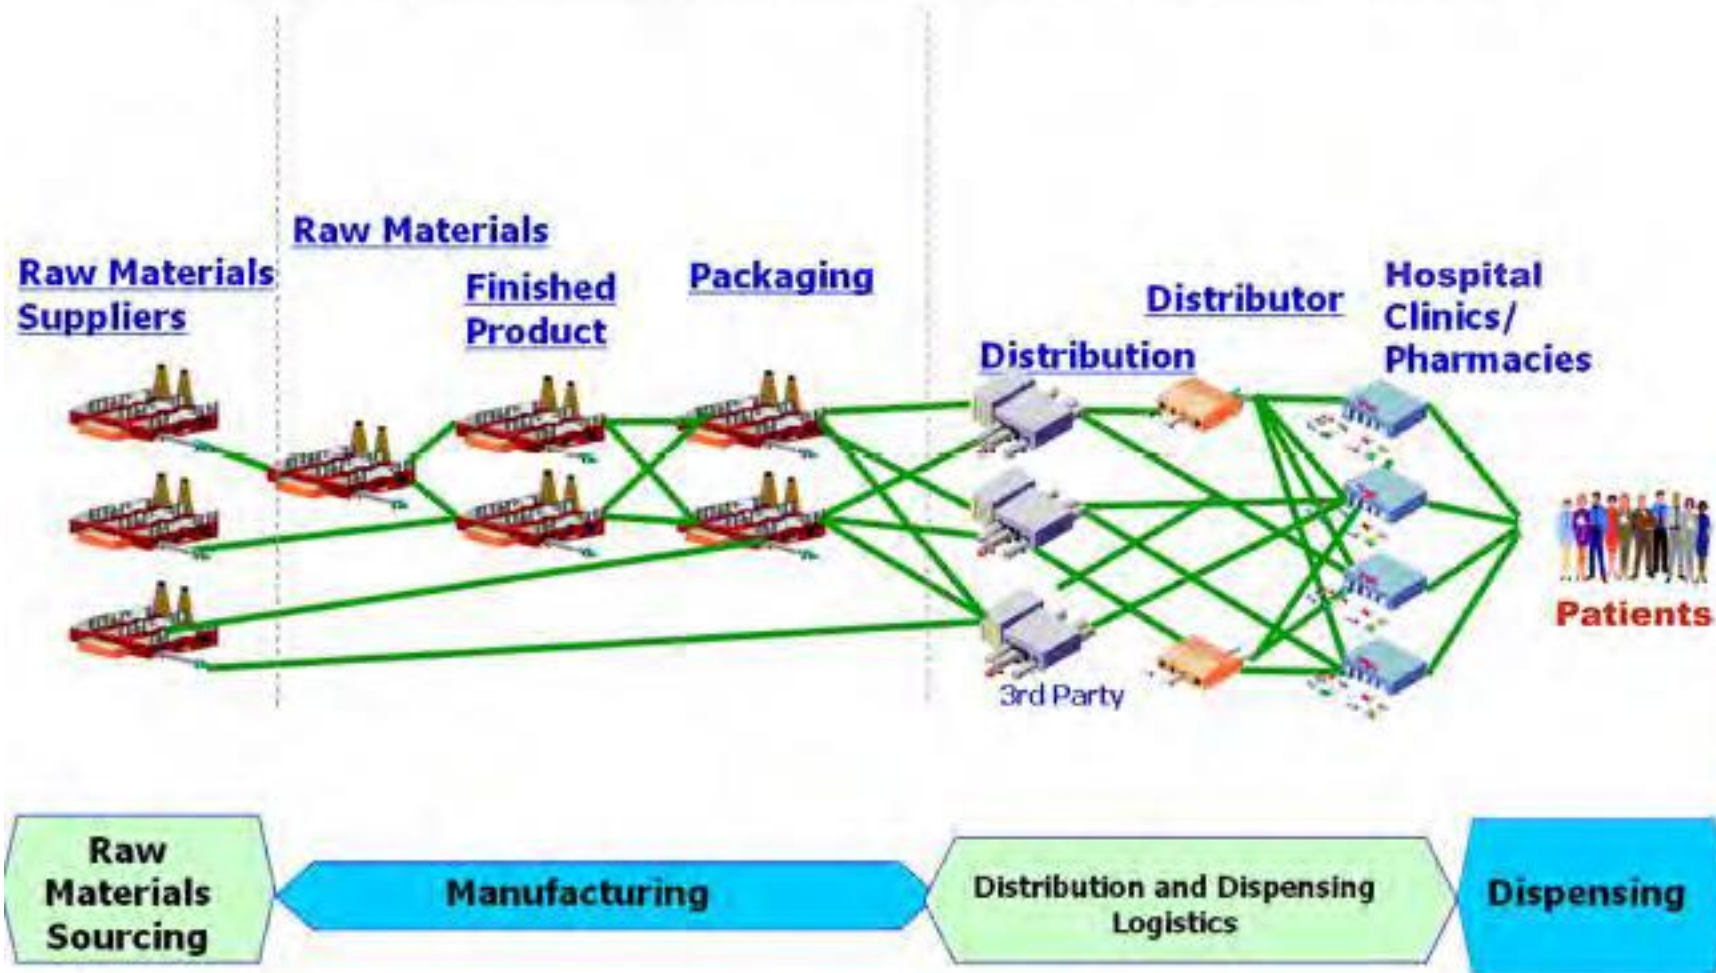 Raw Materials
Suppliers
Raw Materials
Finished
Product
Packaging
Distribution
Distributor
Hospital
Clinics/
Pharmacies
3rd Party
Patients
Raw
Materials
Sourcing
Manufacturing
Distribution and Dispensing
Logistics
Dispensing